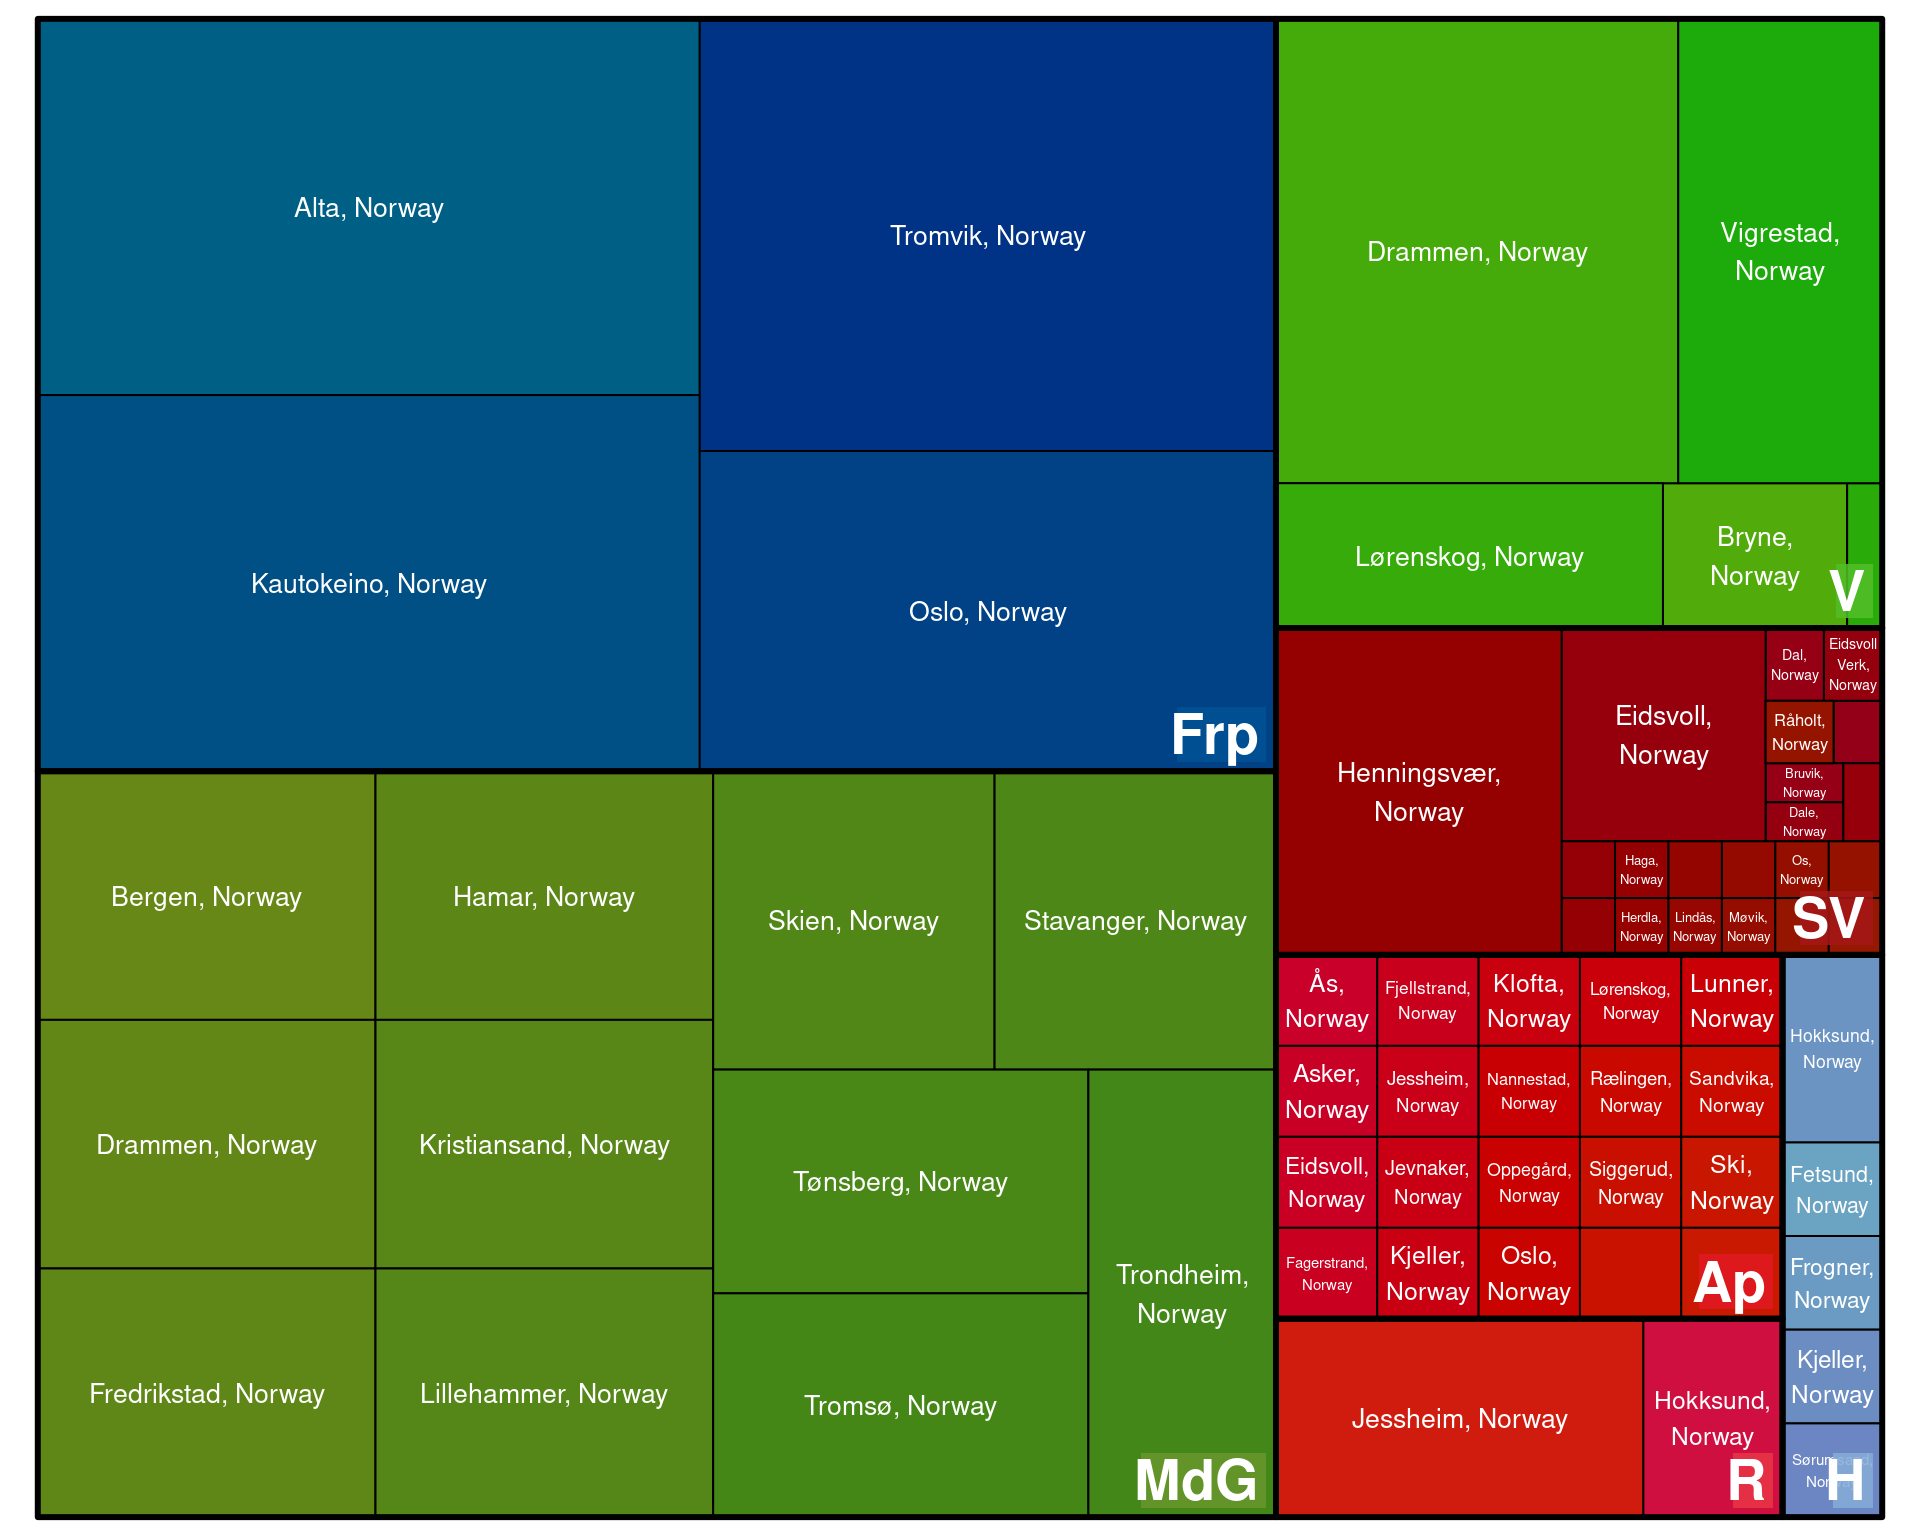 Alta, Norway
Tromvik, Norway
Kautokeino, Norway
Oslo, Norway
Frp
Bergen, Norway
Hamar, Norway
Skien, Norway
Stavanger, Norway
Drammen, Norway
Kristiansand, Norway
Tønsberg, Norway
Trondheim,
Norway
Fredrikstad, Norway
Lillehammer, Norway
Tromsø, Norway
MdG
Drammen, Norway
Vigrestad,
Norway
Lørenskog, Norway
Bryne,
Norway
V
Henningsvær,
Norway
Eidsvoll,
Norway
Dal,
Norway
Eidsvoll
Verk,
Norway
Råholt,
Norway
Bruvik,
Norway
Dale,
Norway
Haga,
Norway
Os,
Norway
Herdla,
Norway
Lindås,
Norway
Møvik,
Norway
SV
Ås,
Norway
Fjellstrand,
Norway
Klofta,
Norway
Lørenskog,
Norway
Lunner,
Norway
Asker,
Norway
Jessheim,
Norway
Nannestad,
Norway
Rælingen,
Norway
Sandvika,
Norway
Eidsvoll,
Norway
Jevnaker,
Norway
Oppegård,
Norway
Siggerud,
Norway
Ski,
Norway
Fagerstrand,
Norway
Kjeller,
Norway
Oslo,
Norway
Ap
Jessheim, Norway
Hokksund,
Norway
R
Hokksund,
Norway
Fetsund,
Norway
Frogner,
Norway
Kjeller,
Norway
H